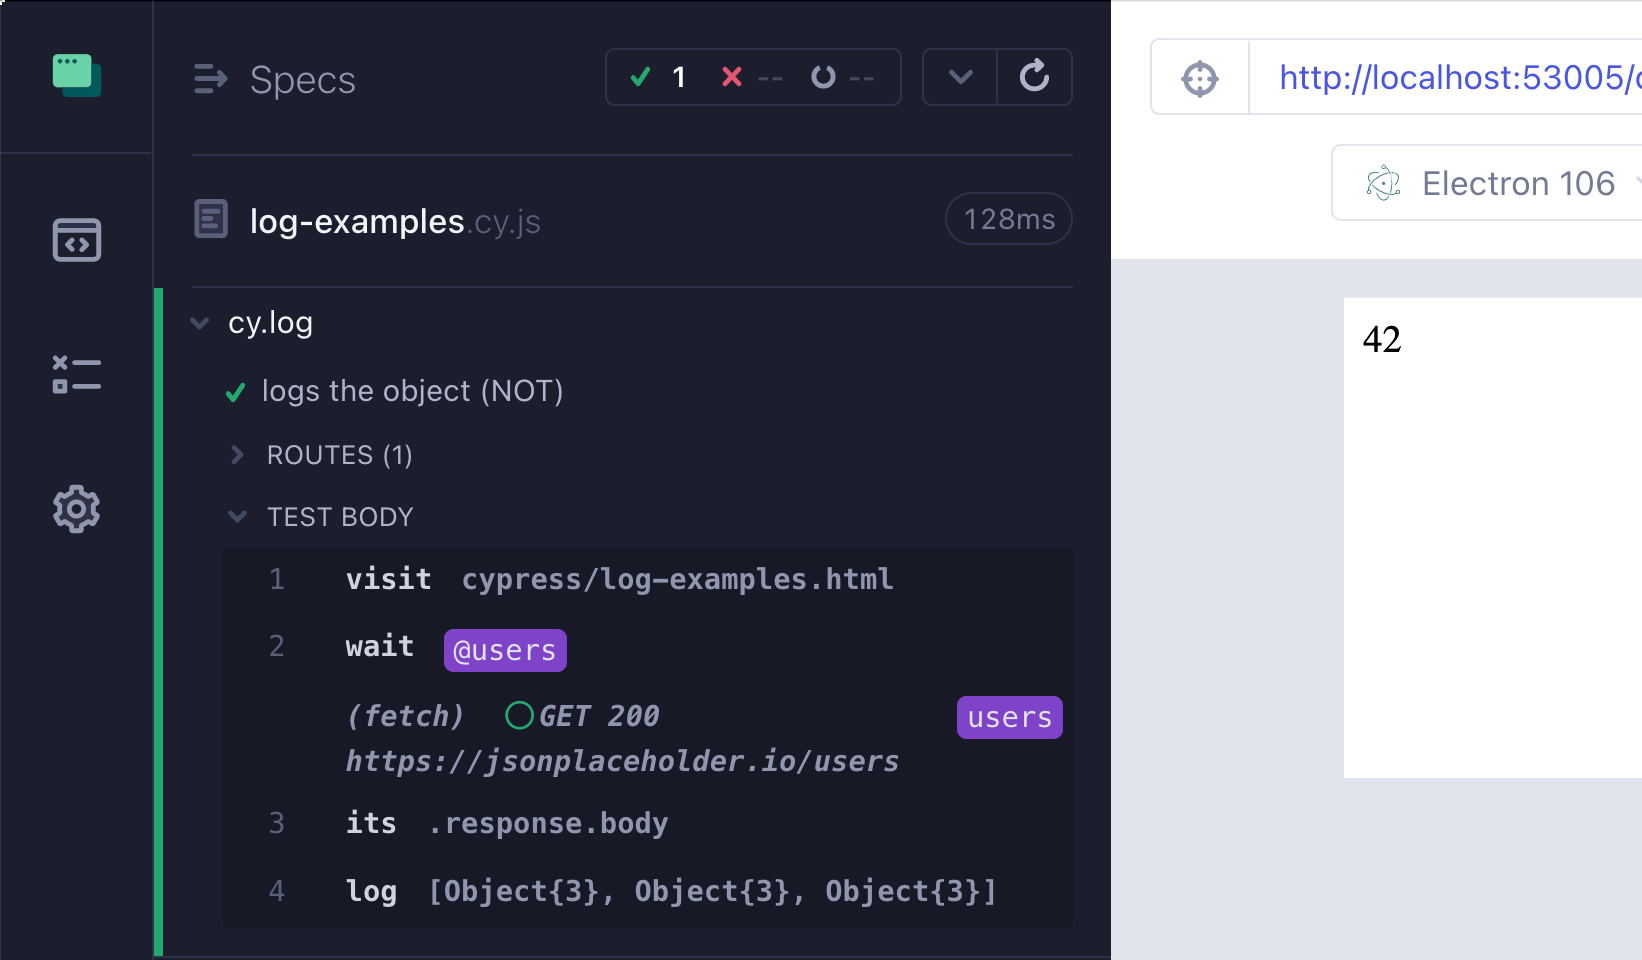 Specs
1 -- --
log-examples.cy.js
128ms
cy.log
logs the object (NOT)
ROUTES (1)
TEST BODY
1 visit cypress/log-examples.html
2 wait @users
(fetch) GET 200 users
https://jsonplaceholder.io/users
3 its .response.body
4 log [Object{3}, Object{3}, Object{3}]
http://localhost:53005/
Electron 106
42